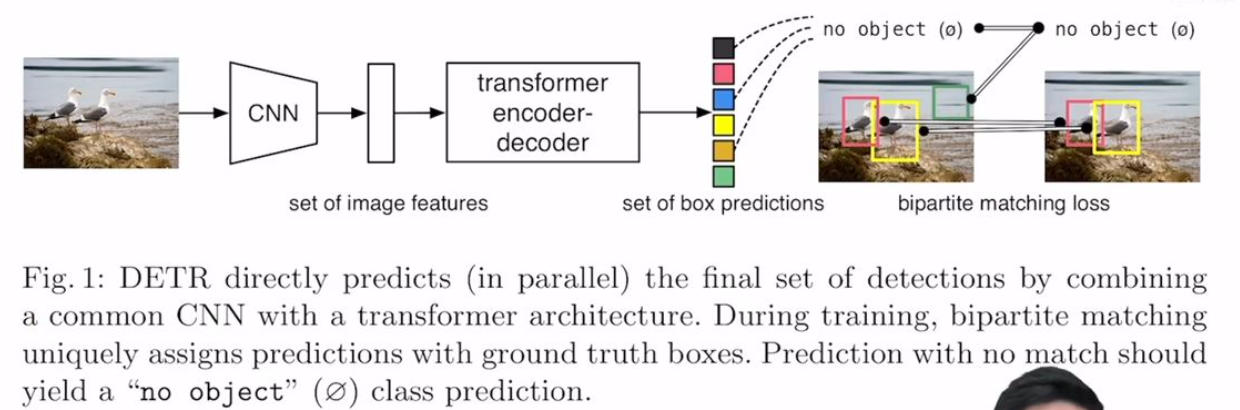 no object (ø) no object (ø)
CNN
transformer
encoder-
decoder
set of image features
set of box predictions
bipartite matching loss
Fig. 1: DETR directly predicts (in parallel) the final set of detections by combining
a common CNN with a transformer architecture. During training, bipartite matching
uniquely assigns predictions with ground truth boxes. Prediction with no match should
yield a “no object” (∅) class prediction.